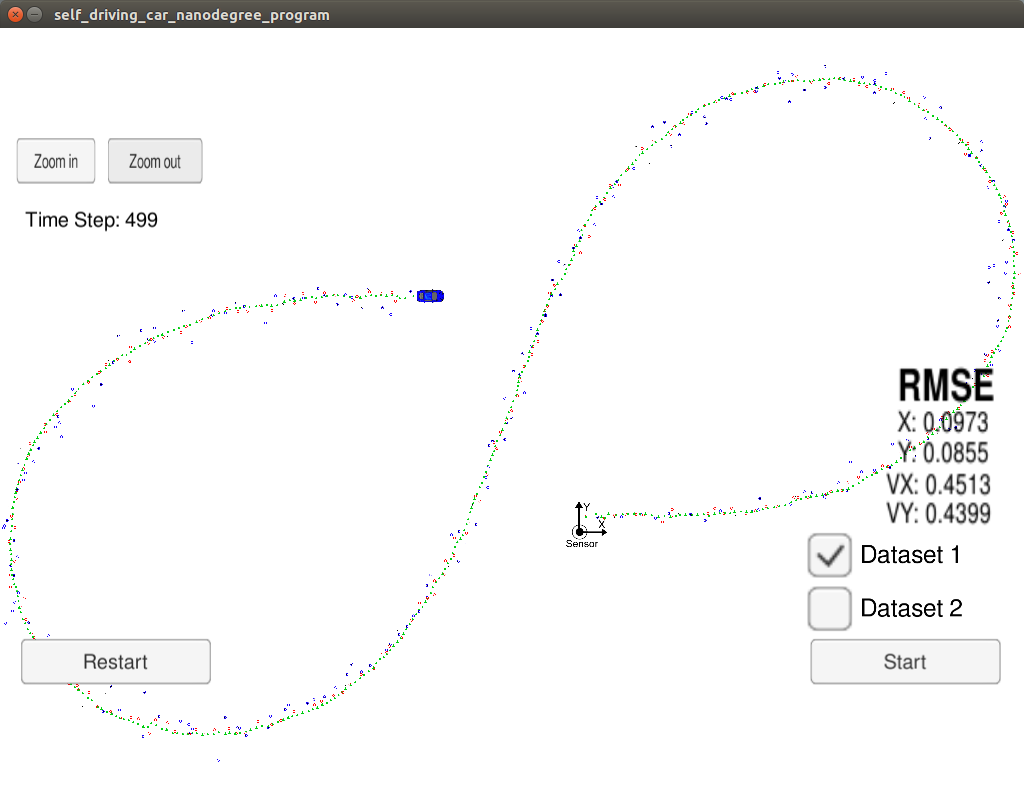 self_driving_car_nanodegree_program
Zoom in
Zoom out
Time Step: 499
RMSE
X: 0.0973
Y: 0.0855
VX: 0.4513
VY: 0.4399
Y
X
Sensor
Dataset 1
Dataset 2
Restart
Start